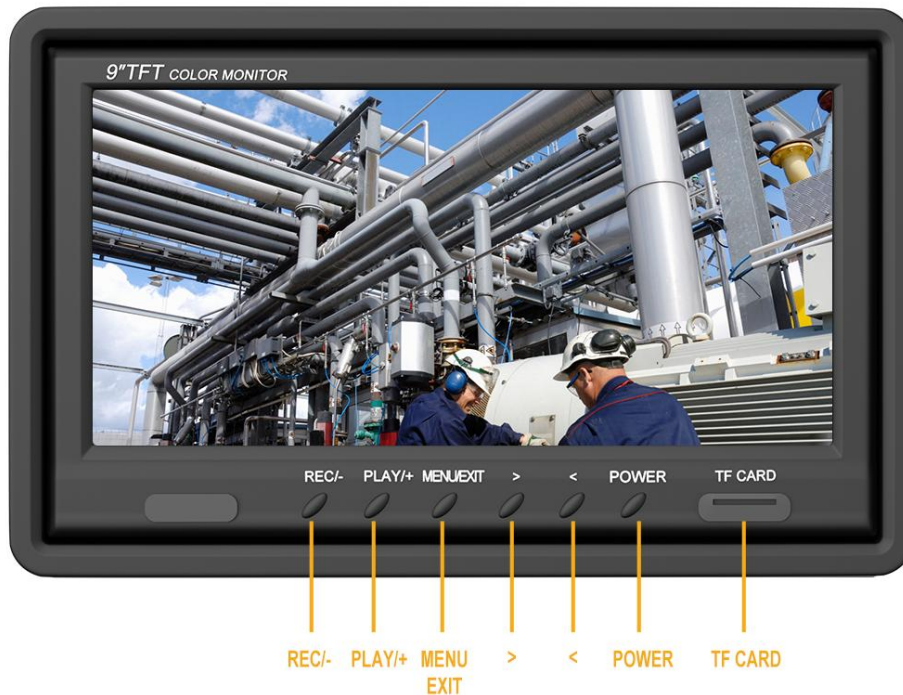 9"TFT COLOR MONITOR
REC/- PLAY/+ MENU/EXIT > < POWER TF CARD
REC/- PLAY/+ MENU EXIT > < POWER TF CARD